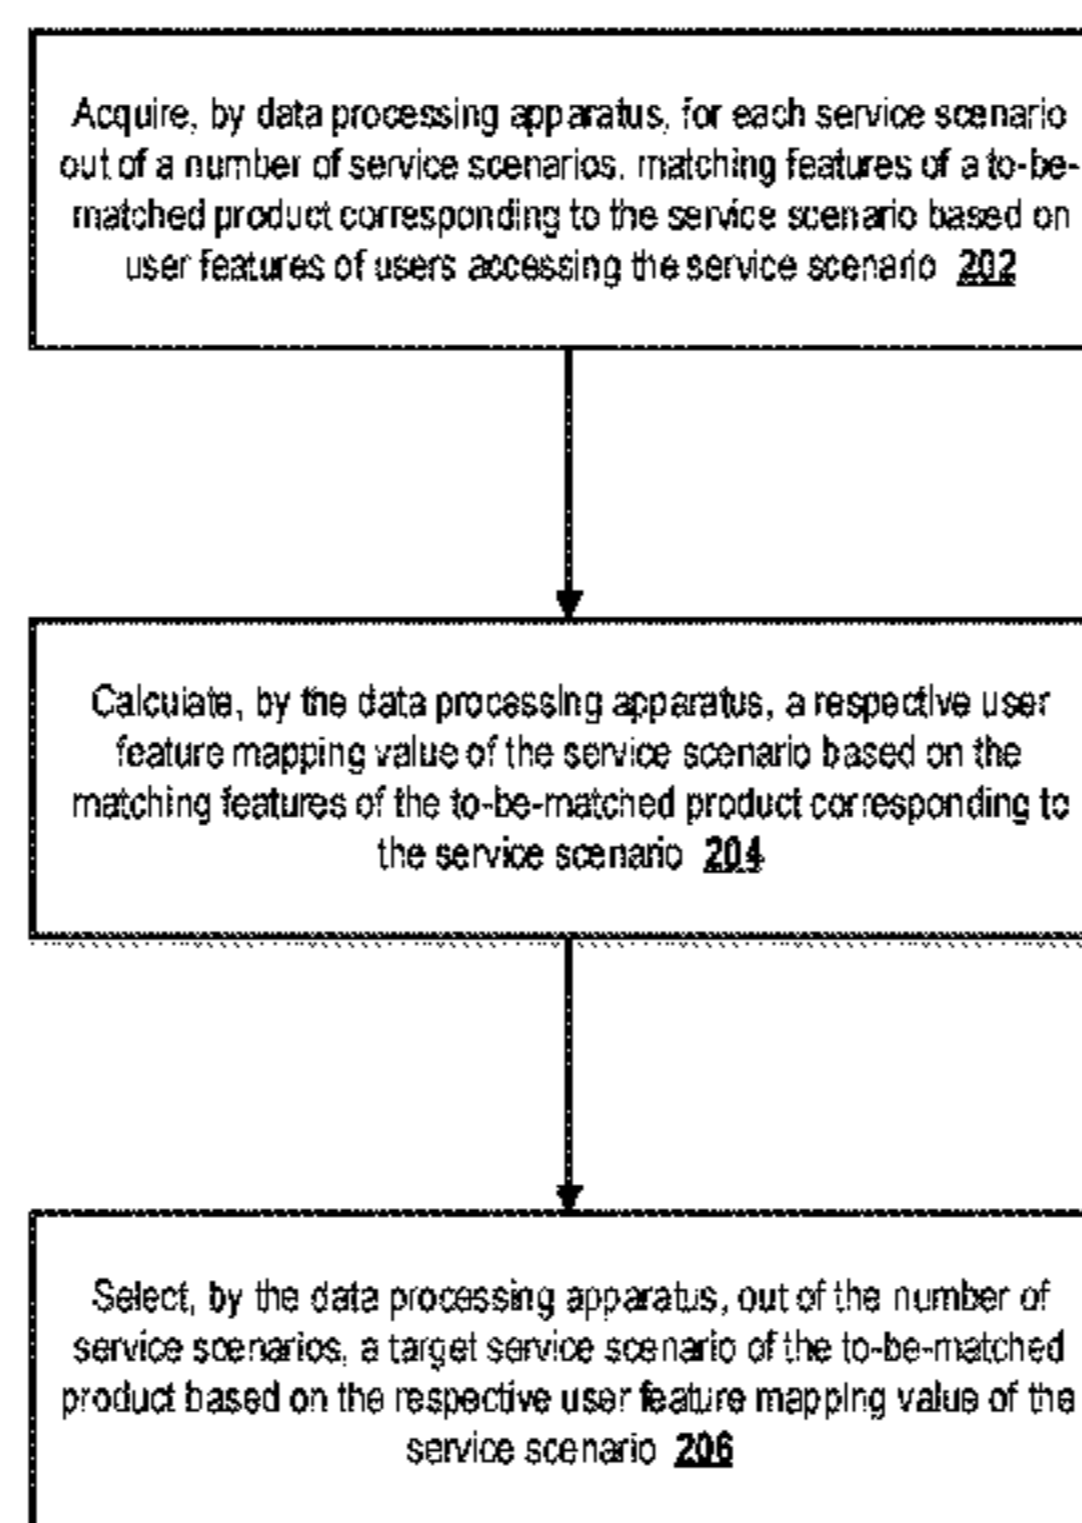 Acquire, by data processing apparatus, for each service scenario
out of a number of service scenarios, matching features of a to-be-
matched product corresponding to the service scenario based on
user features of users accessing the service scenario 202
Calculate, by the data processing apparatus, a respective user
feature mapping value of the service scenario based on the
matching features of the to-be-matched product corresponding to
the service scenario 204
Select, by the data processing apparatus, out of the number of
service scenarios, a target service scenario of the to-be-matched
product based on the respective user feature mapping value of the
service scenario 206